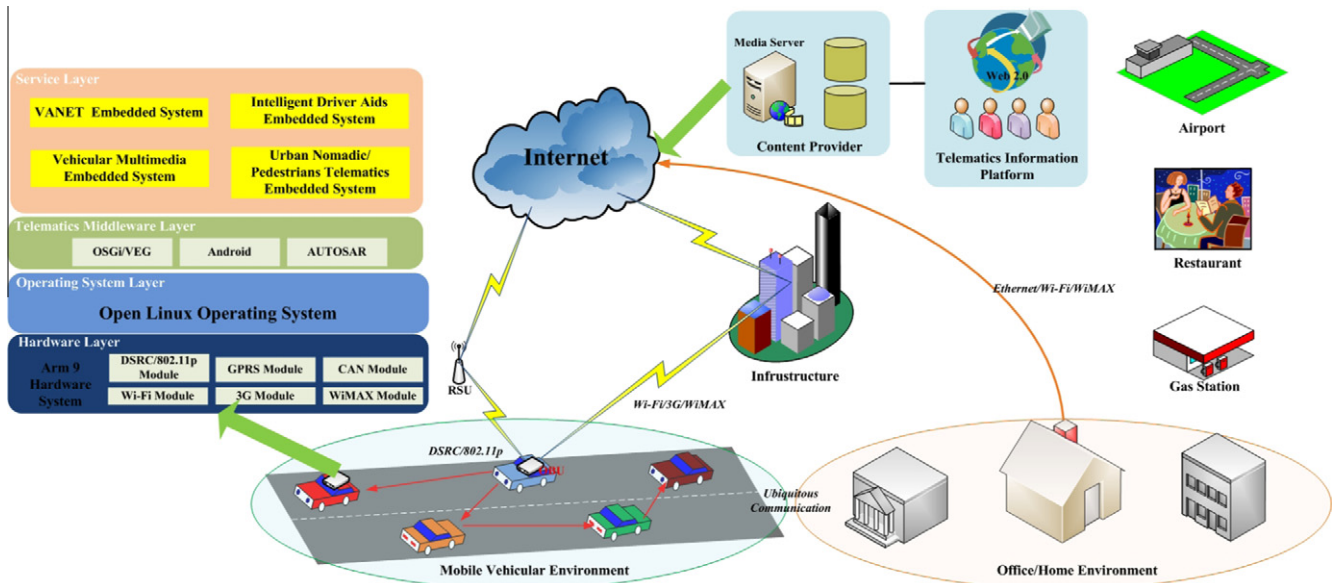 Service Layer
VANET Embedded System
Intelligent Driver Aids
Embedded System
Vehicular Multimedia
Embedded System
Urban Nomadic/
Pedestrians Telematics
Embedded System
Telematics Middleware Layer
OSGi/VEG
Android
AUTOSAR
Operating System Layer
Open Linux Operating System
Hardware Layer
Arm 9
Hardware
System
DSRC/802.11p
Module
GPRS Module
CAN Module
Wi-Fi Module
3G Module
WiMAX Module
Internet
Media Server
Content Provider
Web 2.0
Telematics Information
Platform
Airport
Restaurant
Gas Station
Ethernet/Wi-Fi/WiMAX
Infrustructure
RSU
Wi-Fi/3G/WiMAX
DSRC/802.11p
OBU
Ubiquitous
Communication
Mobile Vehicular Environment
Office/Home Environment